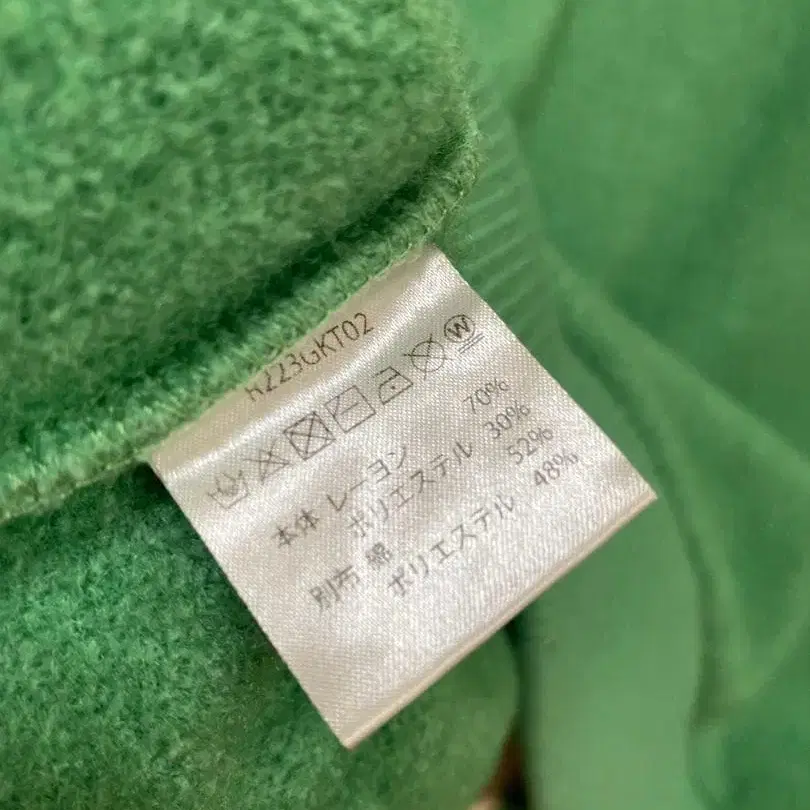 R223GKT02
W
本体 レーヨン 70%
ポリエステル 30%
別布 綿 52%
ポリエステル 48%